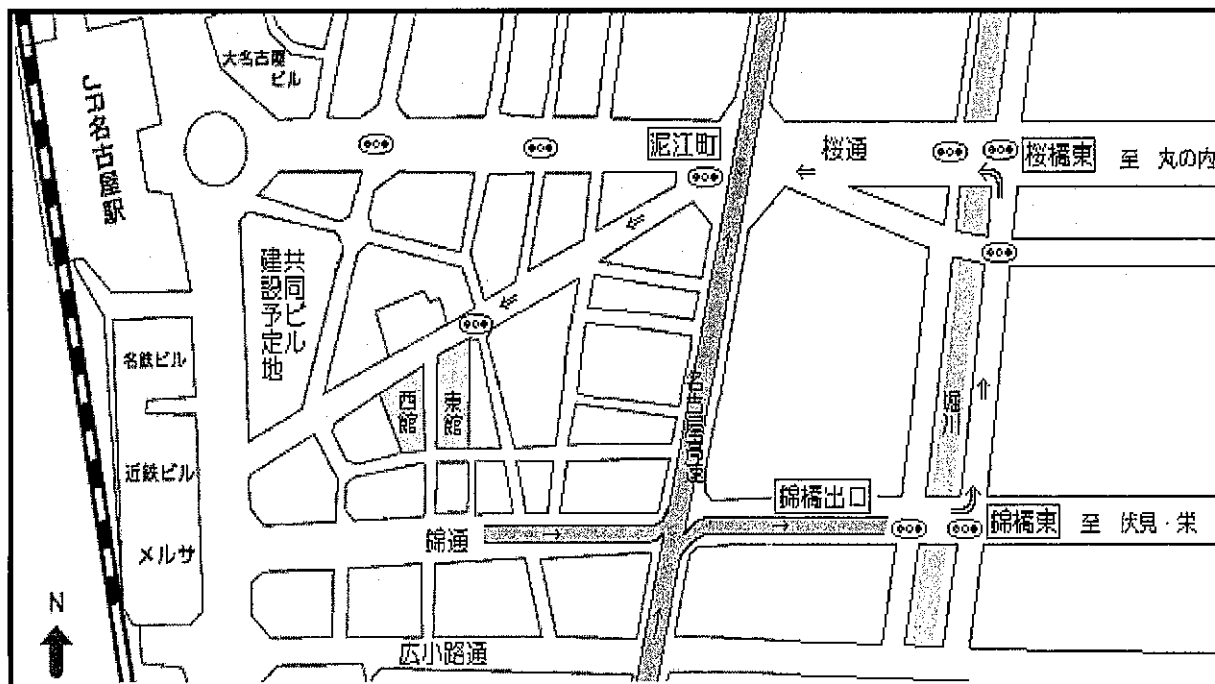 大名古屋
ビル
JR名古屋駅
泥江町
桜通
桜橋東
至 丸の内
共同ビル
建設予定地
名鉄ビル
西館
東館
名古屋高速
堀川
近鉄ビル
錦橋出口
メルサ
錦通
錦橋東
至 伏見・栄
N
広小路通